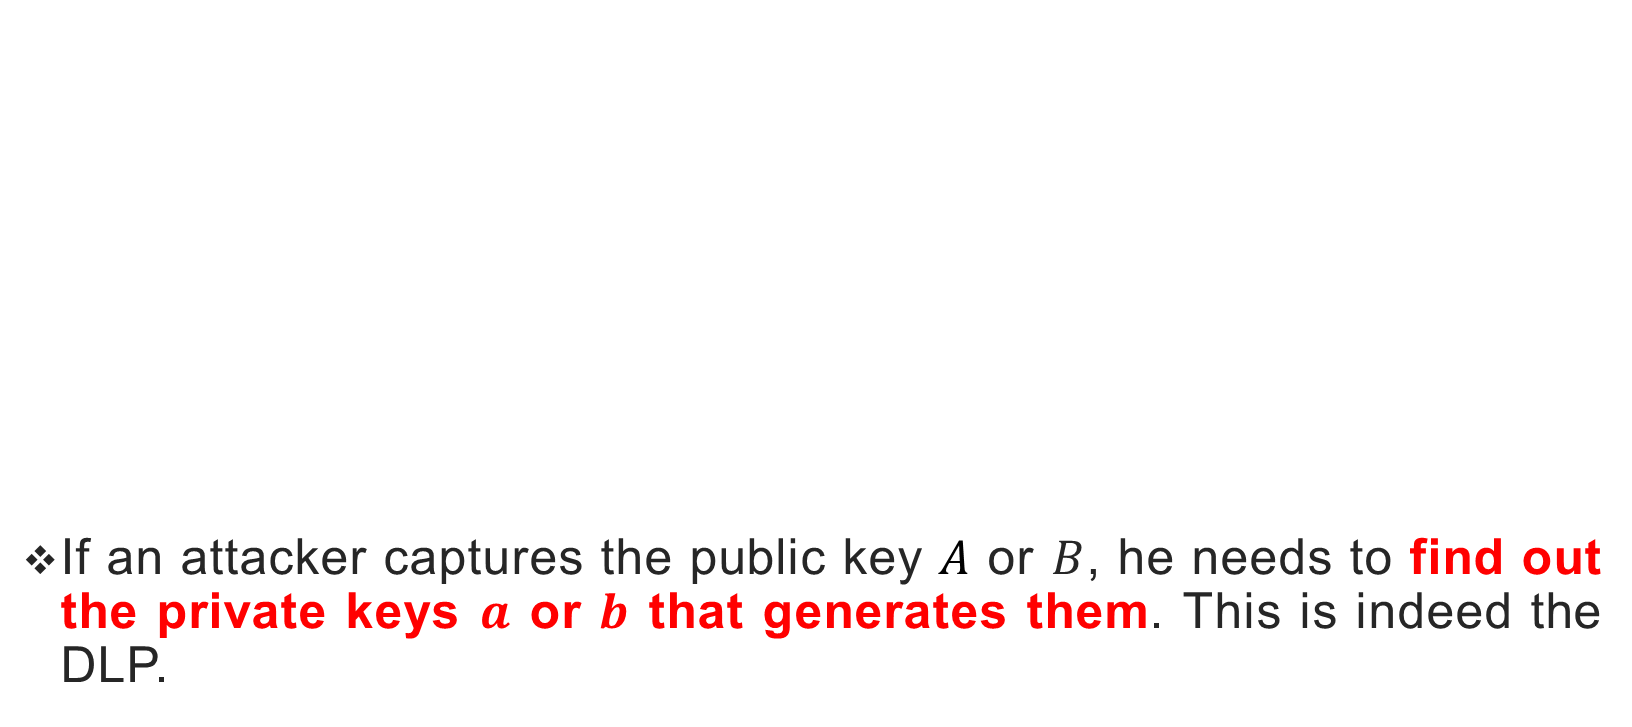 ❖If an attacker captures the public key A or B, he needs to find out
the private keys a or b that generates them. This is indeed the
DLP.